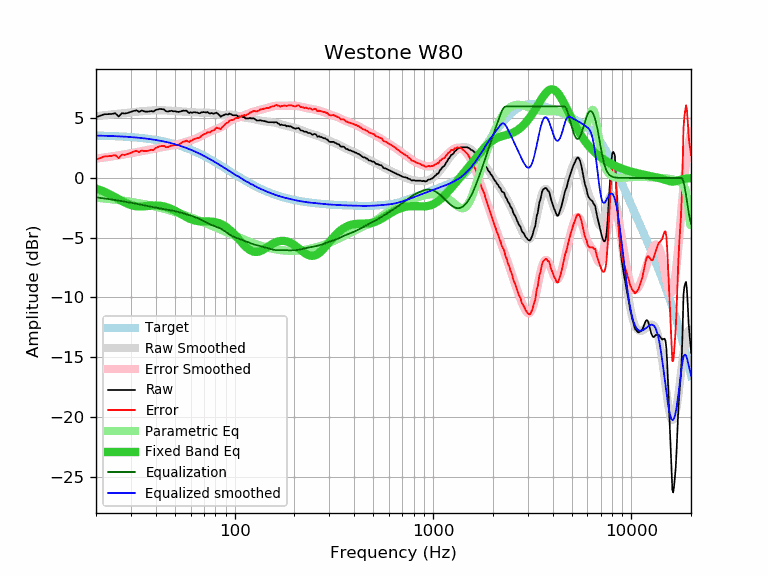 Westone W80
Amplitude (dBr)
5
0
−5
−10
−15
−20
−25
Target
Raw Smoothed
Error Smoothed
Raw
Error
Parametric Eq
Fixed Band Eq
Equalization
Equalized smoothed
100
1000
10000
Frequency (Hz)